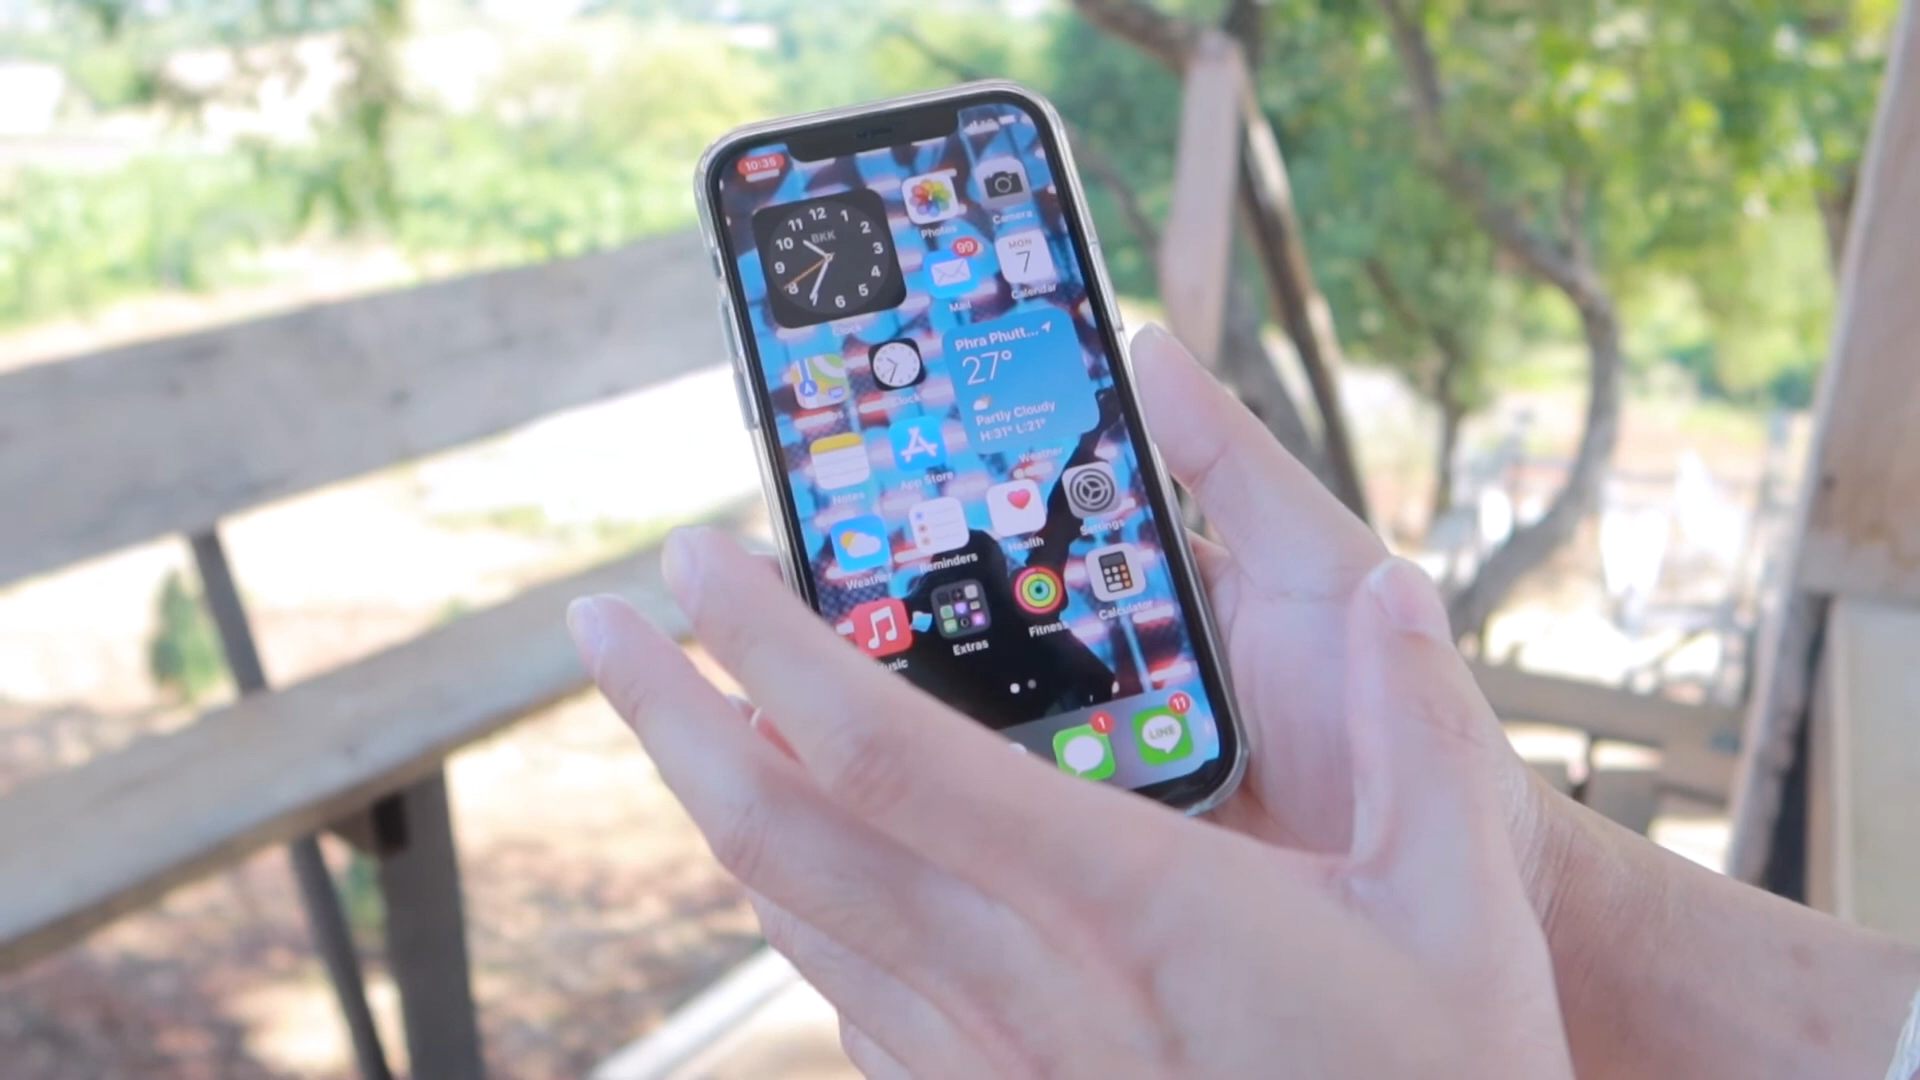 10:35
11 12 1
10 BKK 2
9 3
8 4
6 5
Clock
Photos
Camera
99
Mail
MON
7
Calendar
Clock
Phra Phutt...
27°
Partly Cloudy
H:31° L:21°
Weather
Notes
App Store
Weather
Reminders
Health
Settings
Extras
Fitness
Calculator
1
11
LINE